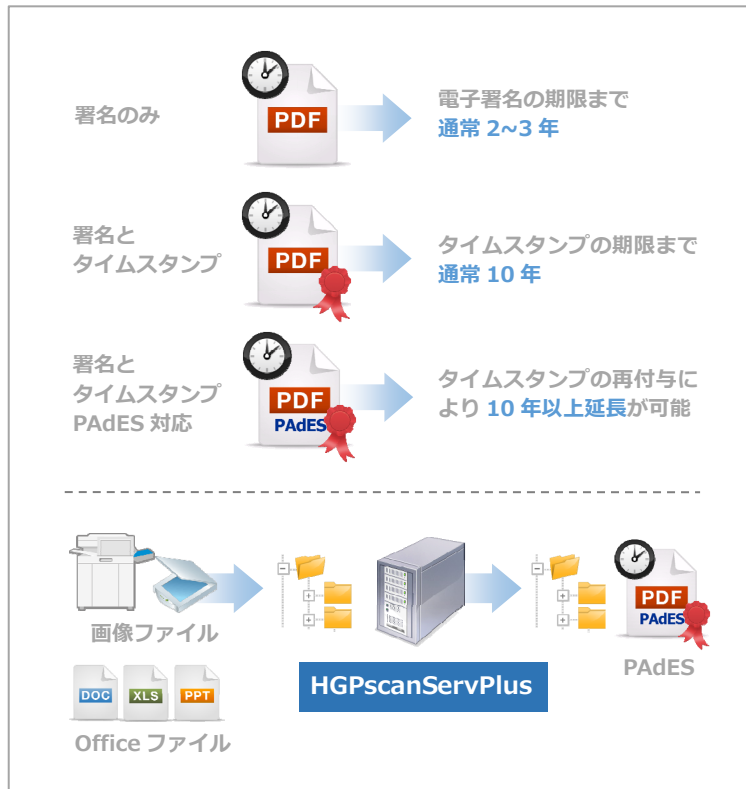 署名のみ
PDF
電子署名の期限まで
通常 2~3 年
署名と
タイムスタンプ
PDF
タイムスタンプの期限まで
通常 10 年
署名と
タイムスタンプ
PAdES 対応
PDF
PAdES
タイムスタンプの再付与に
より 10 年以上延長が可能
画像ファイル
DOC
XLS
PPT
Office ファイル
HGPscanServPlus
PDF
PAdES
PAdES